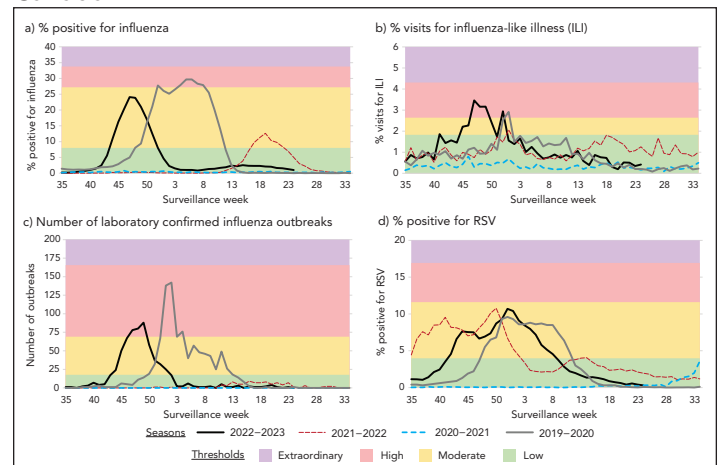 a) % positive for influenza
% positive for influenza
40
35
30
25
20
15
10
5
0
35 40 45 50 3 8 13 18 23 28 33
Surveillance week
b) % visits for influenza-like illness (ILI)
% visits for ILI
6
5
4
3
2
1
0
35 40 45 50 3 8 13 18 23 28 33
Surveillance week
c) Number of laboratory confirmed influenza outbreaks
Number of outbreaks
200
175
150
125
100
75
50
25
0
35 40 45 50 3 8 13 18 23 28 33
Surveillance week
d) % positive for RSV
% positive for RSV
20
15
10
5
0
35 40 45 50 3 8 13 18 23 28 33
Surveillance week
Seasons 2022–2023 2021–2022 2020–2021 2019–2020
Thresholds Extraordinary High Moderate Low